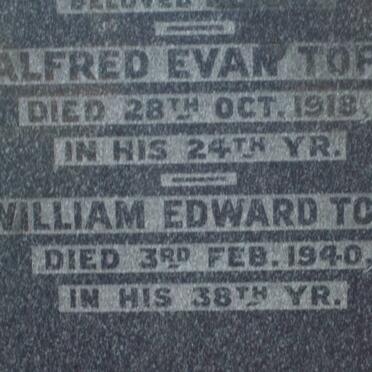 BELOVED
ALFRED EVAN
DIED 28TH OCT. 1918
IN HIS 24TH YR.
WILLIAM EDWARD
DIED 3RD FEB. 1940.
IN HIS 38TH YR.